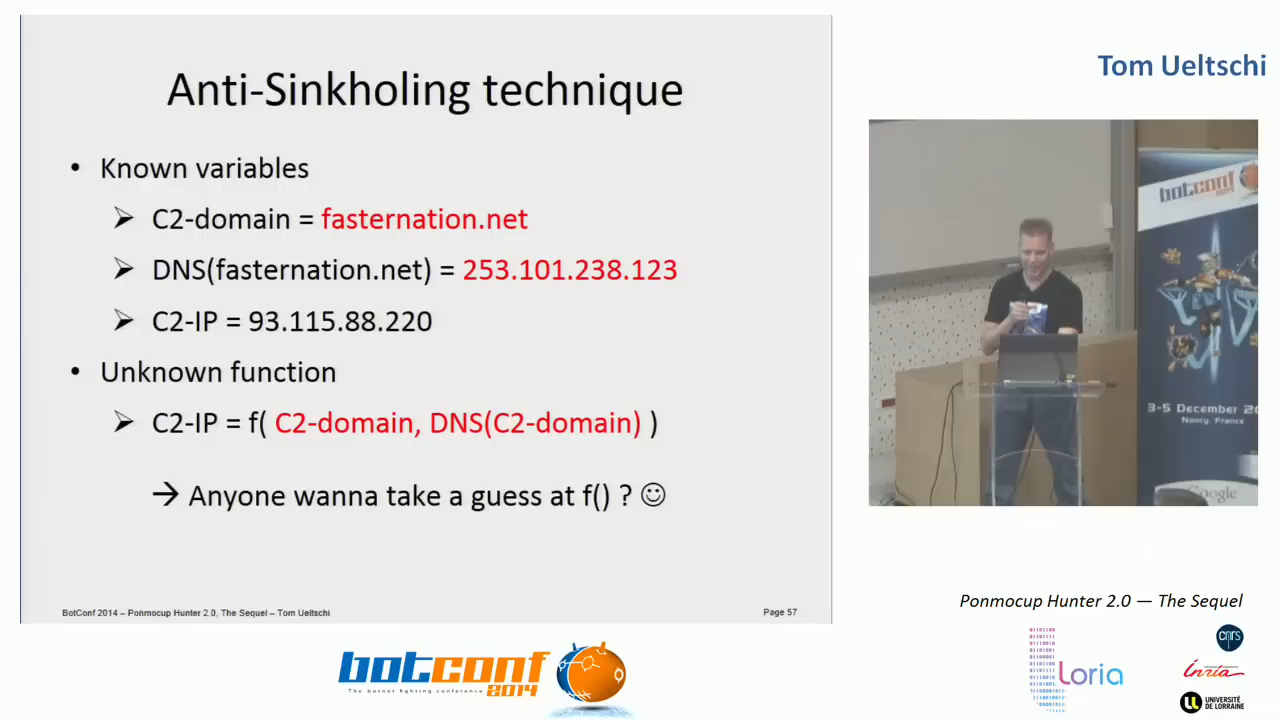 Anti-Sinkholing technique
Tom Ueltschi
• Known variables
➢ C2-domain = fasternation.net
➢ DNS(fasternation.net) = 253.101.238.123
➢ C2-IP = 93.115.88.220
• Unknown function
➢ C2-IP = f( C2-domain, DNS(C2-domain) )
→ Anyone wanna take a guess at f() ? ☺
BotConf 2014 – Ponmocup Hunter 2.0, The Sequel – Tom Ueltschi
Page 57
botconf
3-5 December 20
Nancy, France
Google
Ponmocup Hunter 2.0 — The Sequel
botconf
The botnet fighting conference
2014
Loria
cnrs
Inria
UNIVERSITÉ
DE LORRAINE